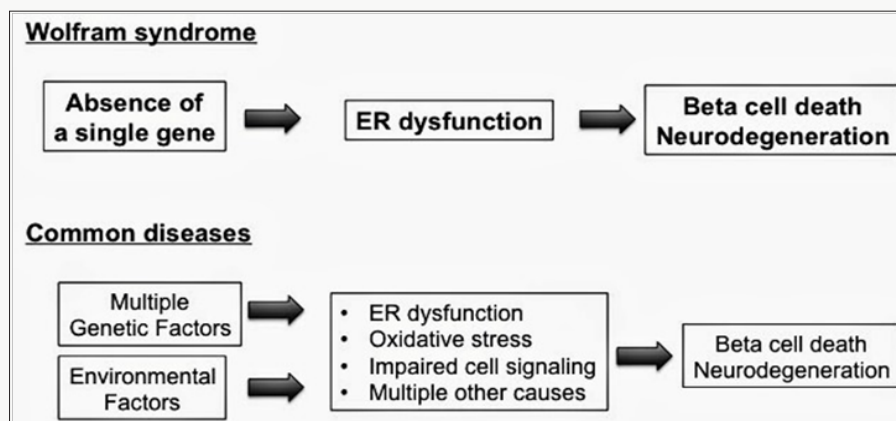 Wolfram syndrome
Absence of
a single gene
ER dysfunction
Beta cell death
Neurodegeneration
Common diseases
Multiple
Genetic Factors
Environmental
Factors
• ER dysfunction
• Oxidative stress
• Impaired cell signaling
• Multiple other causes
Beta cell death
Neurodegeneration